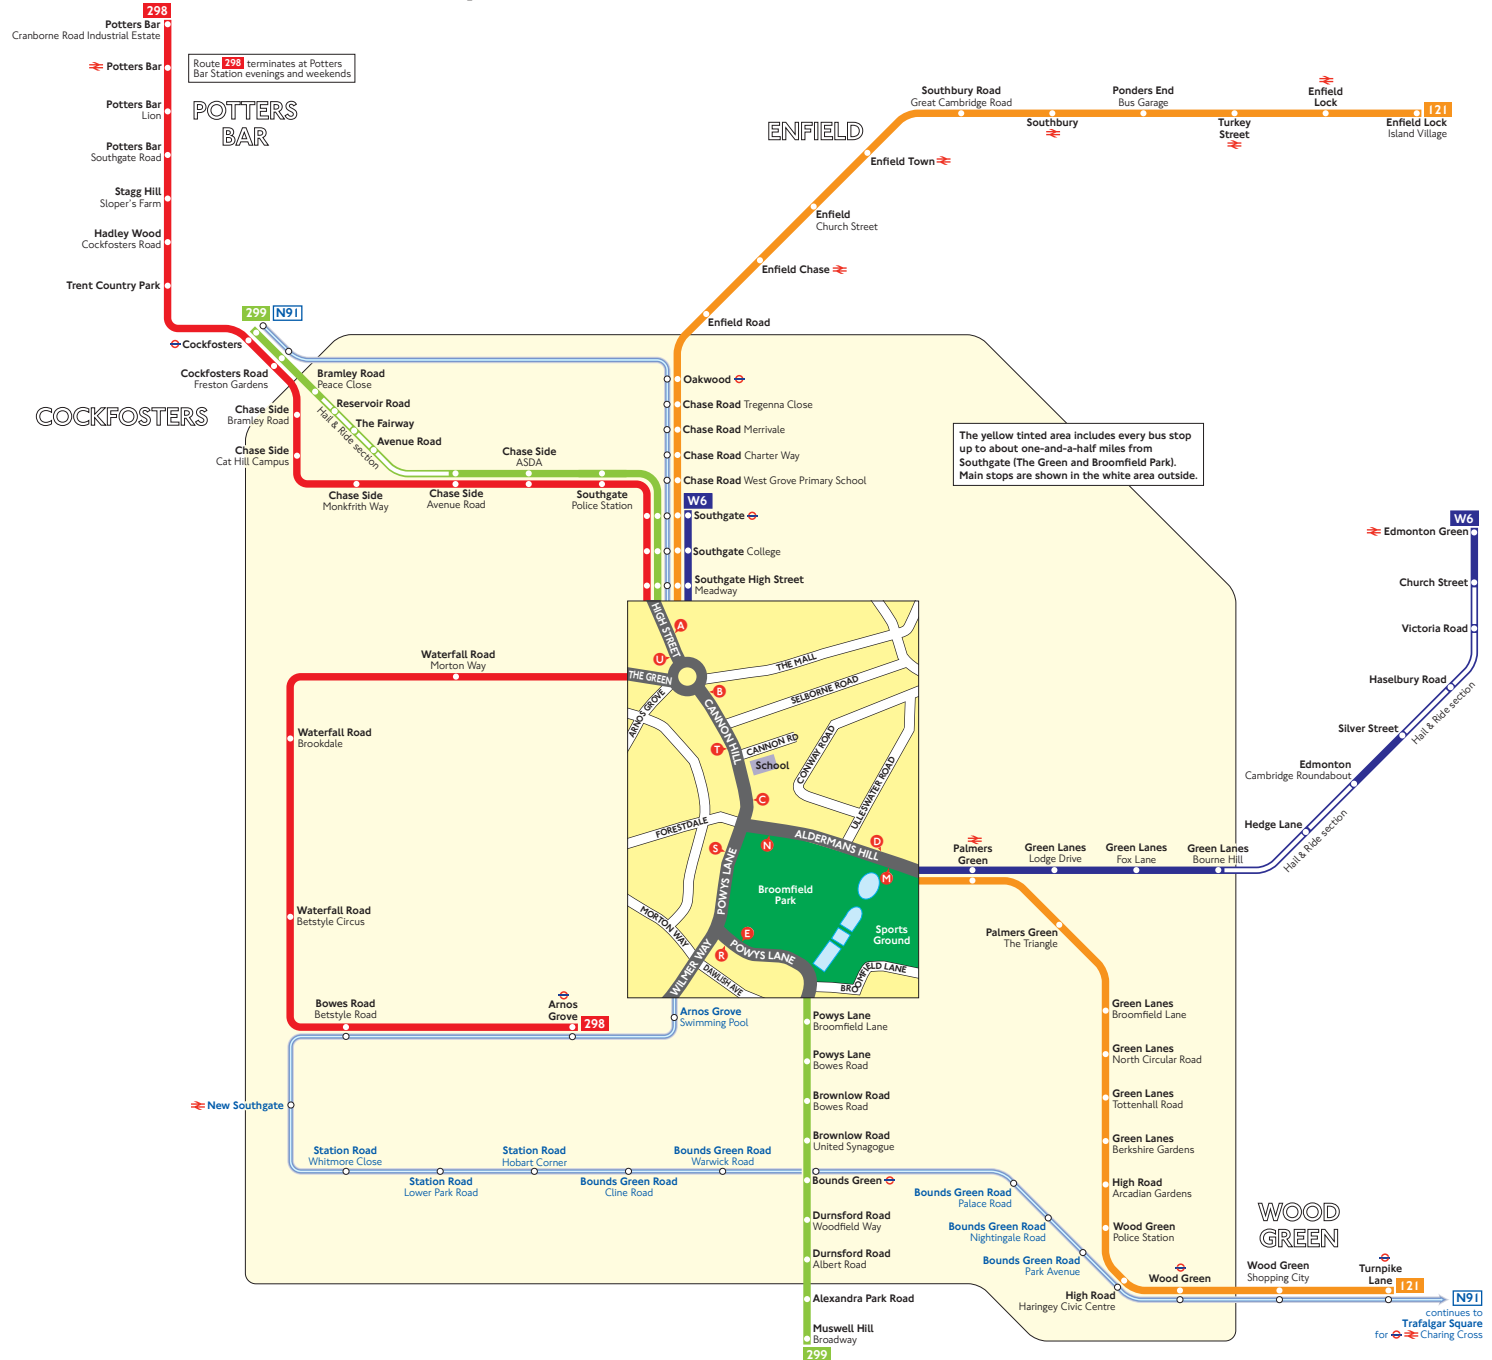 298
Potters Bar
Cranborne Road Industrial Estate
Potters Bar
Route 298 terminates at Potters
Bar Station evenings and weekends
Potters Bar
Lion
POTTERS
BAR
Potters Bar
Southgate Road
Stagg Hill
Sloper's Farm
Hadley Wood
Cockfosters Road
Trent Country Park
299
N91
Cockfosters
Cockfosters Road
Freston Gardens
COCKFOSTERS
Chase Side
Bramley Road
Chase Side
Cat Hill Campus
Bramley Road
Peace Close
Reservoir Road
The Fairway
Avenue Road
Hail & Ride section
Chase Side
ASDA
Chase Side
Monkfrith Way
Chase Side
Avenue Road
Southgate
Police Station
ENFIELD
Southbury Road
Great Cambridge Road
Southbury
Ponders End
Bus Garage
Turkey
Street
Enfield
Lock
121
Enfield Lock
Island Village
Enfield Town
Enfield
Church Street
Enfield Chase
Enfield Road
Oakwood
Chase Road Tregenna Close
Chase Road Merrivale
Chase Road Charter Way
Chase Road West Grove Primary School
W6
Southgate
Southgate College
Southgate High Street
Meadway
The yellow tinted area includes every bus stop
up to about one-and-a-half miles from
Southgate (The Green and Broomfield Park).
Main stops are shown in the white area outside.
W6
Edmonton Green
Church Street
Victoria Road
Haselbury Road
Hail & Ride section
Silver Street
Edmonton
Cambridge Roundabout
Hedge Lane
Hail & Ride section
Green Lanes
Bourne Hill
Green Lanes
Fox Lane
Green Lanes
Lodge Drive
Palmers
Green
HIGH STREET
A
U
THE GREEN
THE MALL
B
SELBORNE ROAD
ARNOS GROVE
CANNON HILL
T
CANNON RD
School
CONWAY ROAD
ULLESWATER ROAD
C
FORESTDALE
ALDERMANS HILL
D
N
S
M
POWYS LANE
Broomfield
Park
Sports
Ground
MORTON WAY
E
R
POWYS LANE
WILMER WAY
DAWLISH AVE
BROOMFIELD LANE
Waterfall Road
Morton Way
Waterfall Road
Brookdale
Waterfall Road
Betstyle Circus
Bowes Road
Betstyle Road
Arnos
Grove
298
Arnos Grove
Swimming Pool
New Southgate
Station Road
Whitmore Close
Station Road
Lower Park Road
Station Road
Hobart Corner
Bounds Green Road
Cline Road
Bounds Green Road
Warwick Road
Powys Lane
Broomfield Lane
Powys Lane
Bowes Road
Brownlow Road
Bowes Road
Brownlow Road
United Synagogue
Bounds Green
Durnsford Road
Woodfield Way
Durnsford Road
Albert Road
Alexandra Park Road
Muswell Hill
Broadway
299
Palmers Green
The Triangle
Green Lanes
Broomfield Lane
Green Lanes
North Circular Road
Green Lanes
Tottenhall Road
Green Lanes
Berkshire Gardens
High Road
Arcadian Gardens
Wood Green
Police Station
Bounds Green Road
Palace Road
Bounds Green Road
Nightingale Road
Bounds Green Road
Park Avenue
High Road
Haringey Civic Centre
WOOD
GREEN
Wood Green
Wood Green
Shopping City
Turnpike
Lane
121
N91
continues to
Trafalgar Square
for Charing Cross